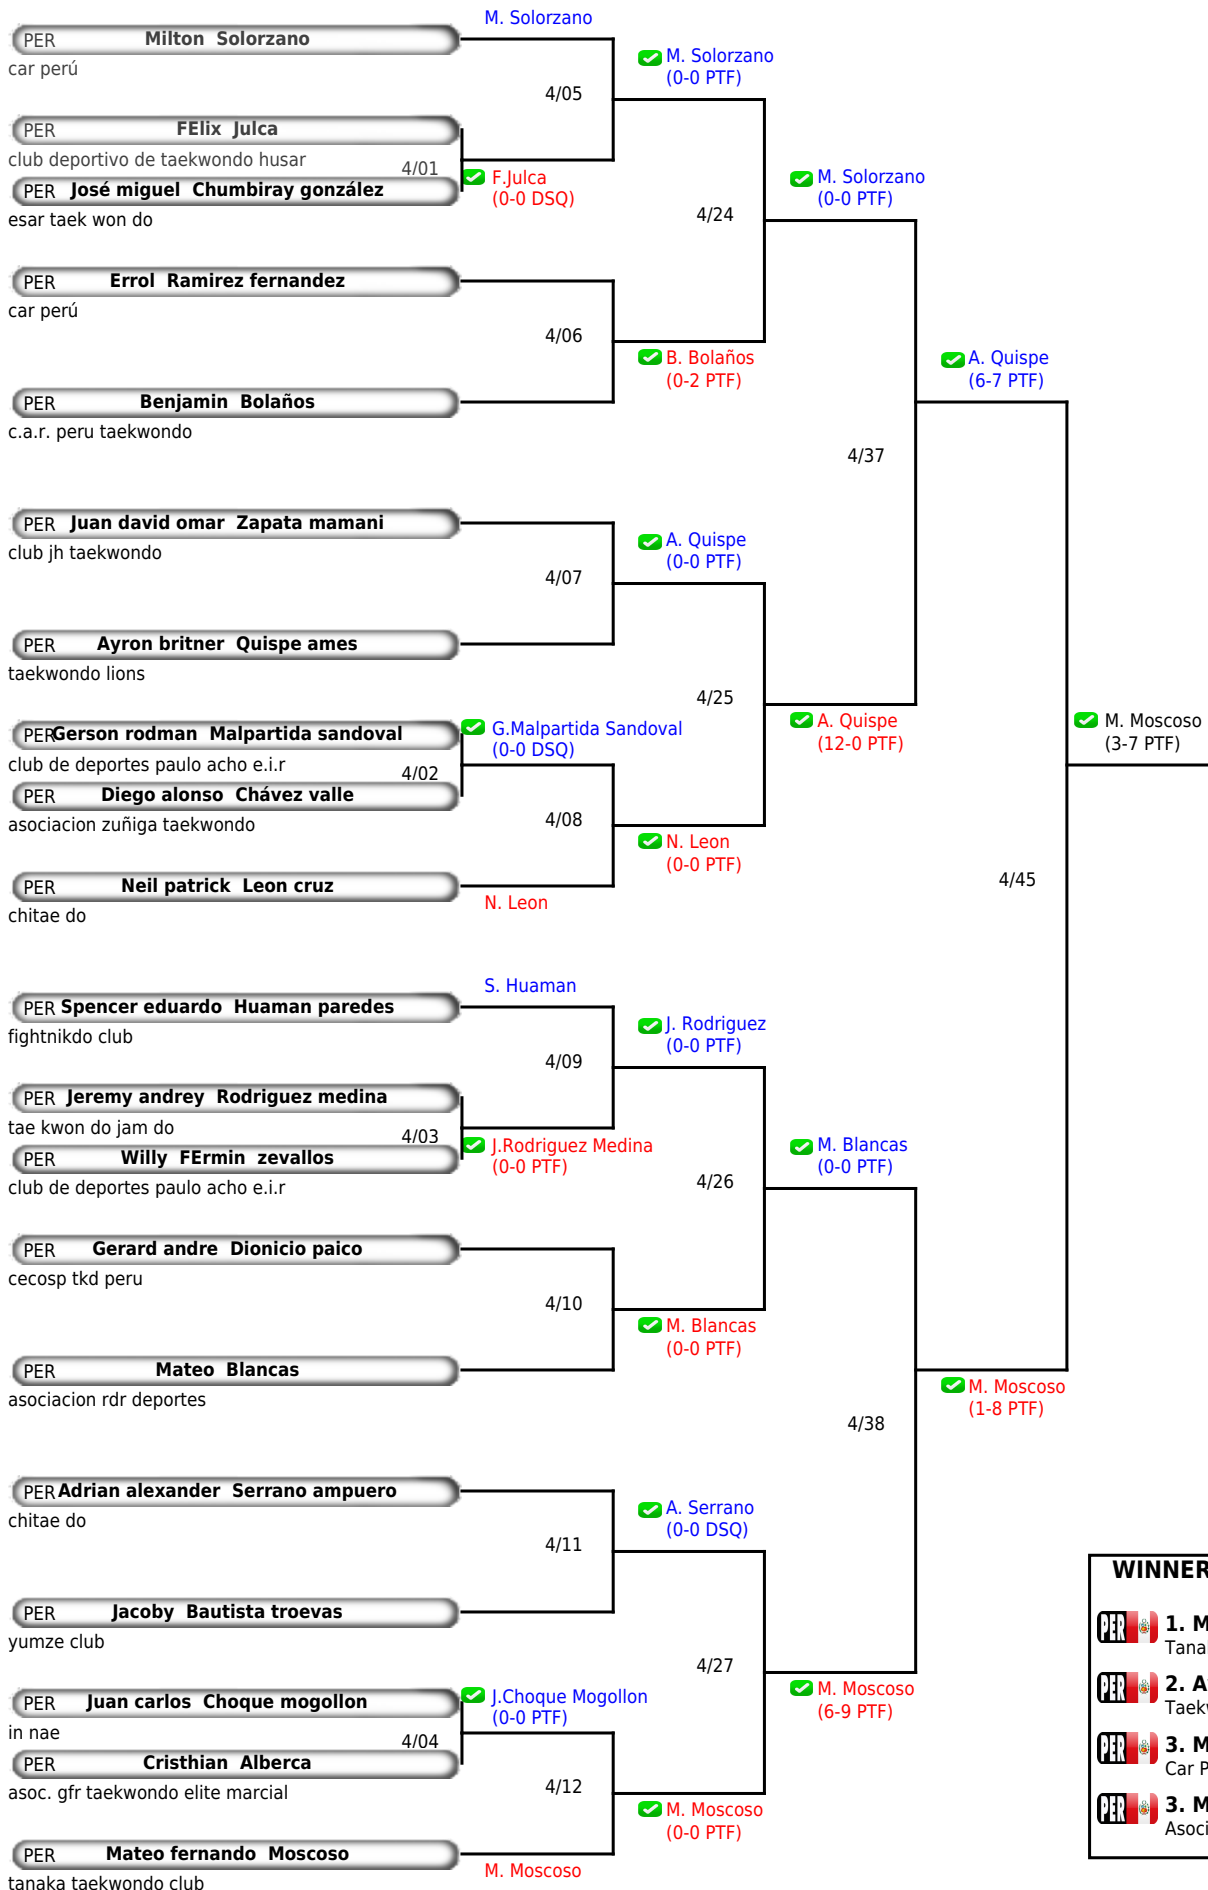 M. Solorzano
PER Milton Solorzano
car perú
M. Solorzano
(0-0 PTF)
4/05
PER FElix Julca
club deportivo de taekwondo husar
4/01
PER José miguel Chumbiray gonzález
esar taek won do
F.Julca
(0-0 DSQ)
M. Solorzano
(0-0 PTF)
4/24
PER Errol Ramirez fernandez
car perú
4/06
B. Bolaños
(0-2 PTF)
PER Benjamin Bolaños
c.a.r. peru taekwondo
A. Quispe
(6-7 PTF)
4/37
PER Juan david omar Zapata mamani
club jh taekwondo
A. Quispe
(0-0 PTF)
4/07
PER Ayron britner Quispe ames
taekwondo lions
4/25
PER Gerson rodman Malpartida sandoval
club de deportes paulo acho e.i.r
G.Malpartida Sandoval
(0-0 DSQ)
4/02
PER Diego alonso Chávez valle
asociacion zuñiga taekwondo
A. Quispe
(12-0 PTF)
M. Moscoso
(3-7 PTF)
4/08
N. Leon
(0-0 PTF)
PER Neil patrick Leon cruz
chitae do
N. Leon
4/45
S. Huaman
PER Spencer eduardo Huaman paredes
fightnikdo club
J. Rodriguez
(0-0 PTF)
4/09
PER Jeremy andrey Rodriguez medina
tae kwon do jam do
4/03
PER Willy FErmin zevallos
club de deportes paulo acho e.i.r
J.Rodriguez Medina
(0-0 PTF)
M. Blancas
(0-0 PTF)
4/26
PER Gerard andre Dionicio paico
cecosp tkd peru
4/10
M. Blancas
(0-0 PTF)
PER Mateo Blancas
asociacion rdr deportes
M. Moscoso
(1-8 PTF)
4/38
PER Adrian alexander Serrano ampuero
chitae do
A. Serrano
(0-0 DSQ)
4/11
PER Jacoby Bautista troevas
yumze club
4/27
PER Juan carlos Choque mogollon
in nae
J.Choque Mogollon
(0-0 PTF)
4/04
PER Cristhian Alberca
asoc. gfr taekwondo elite marcial
M. Moscoso
(6-9 PTF)
4/12
M. Moscoso
(0-0 PTF)
PER Mateo fernando Moscoso
tanaka taekwondo club
M. Moscoso
WINNER
PER 1. M
Tana
PER 2. A
Taekw
PER 3. M
Car P
PER 3. M
Asoci